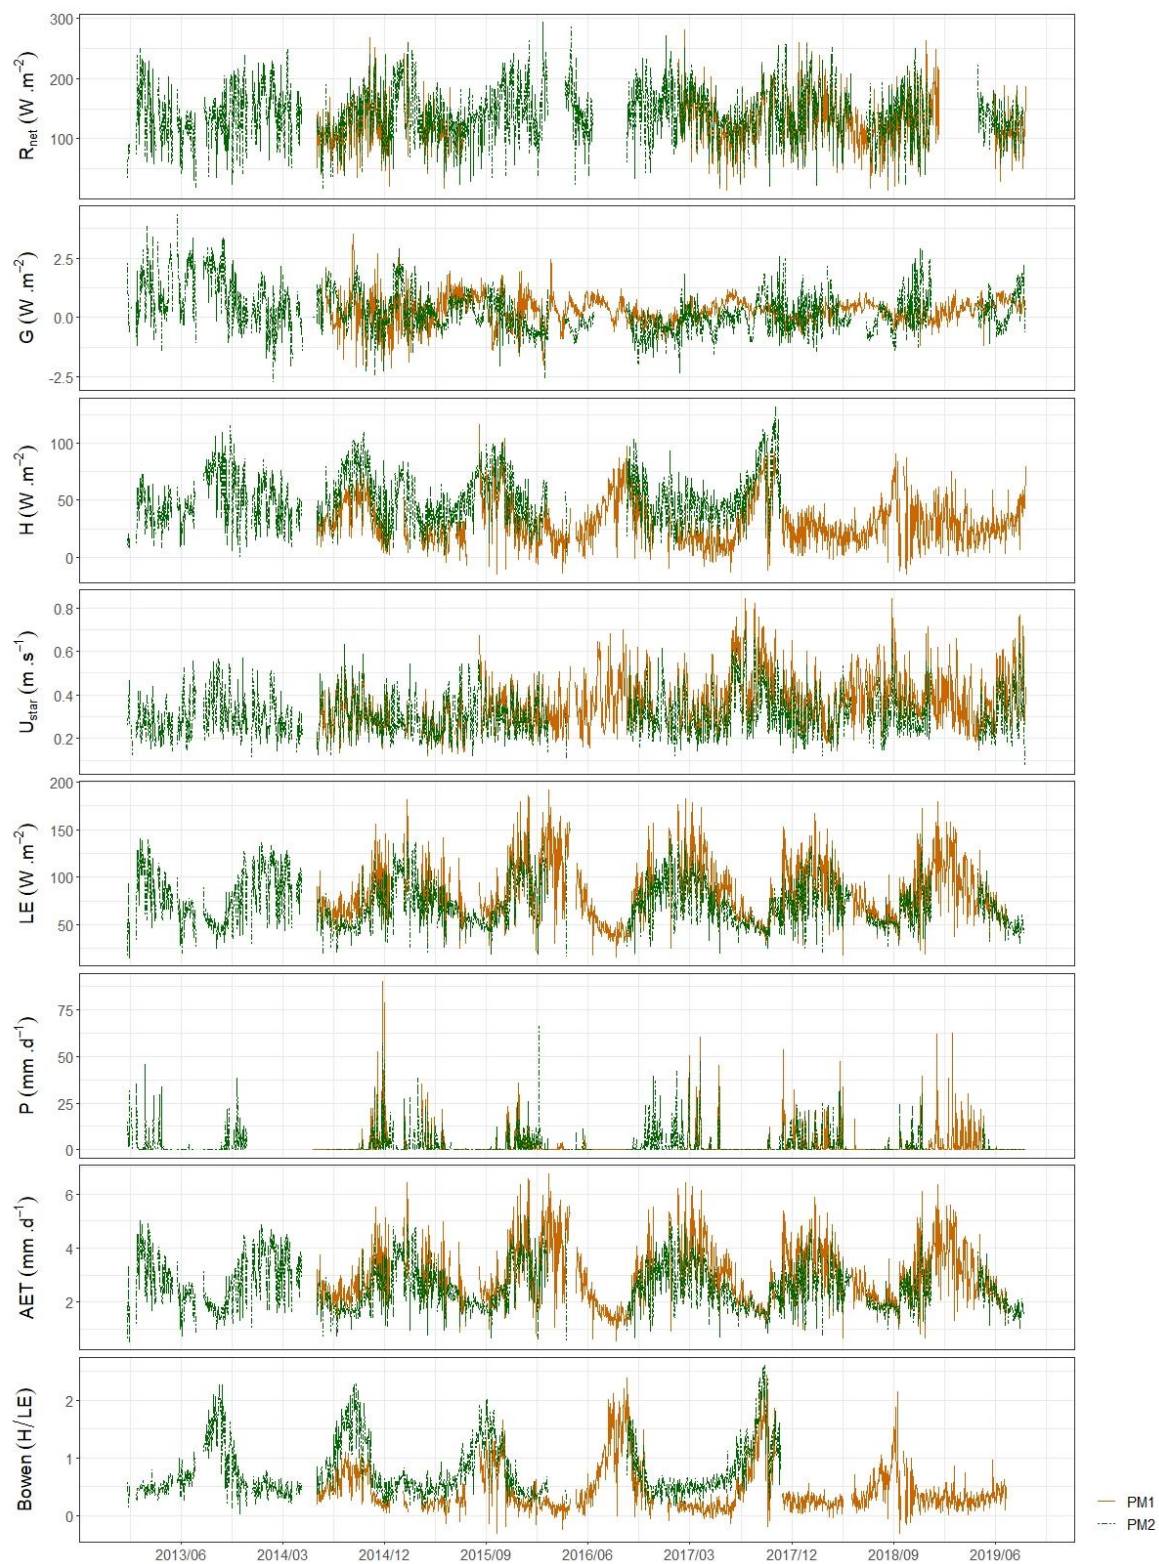 R_net (W .m⁻²)
300
200
100
G (W .m⁻²)
2.5
0.0
-2.5
H (W .m⁻²)
100
50
0
U_star (m .s⁻¹)
0.8
0.6
0.4
0.2
LE (W .m⁻²)
200
150
100
50
P (mm .d⁻¹)
75
50
25
0
AET (mm .d⁻¹)
6
4
2
Bowen (H/LE)
2
1
0
PM1
PM2
2013/06 2014/03 2014/12 2015/09 2016/06 2017/03 2017/12 2018/09 2019/06